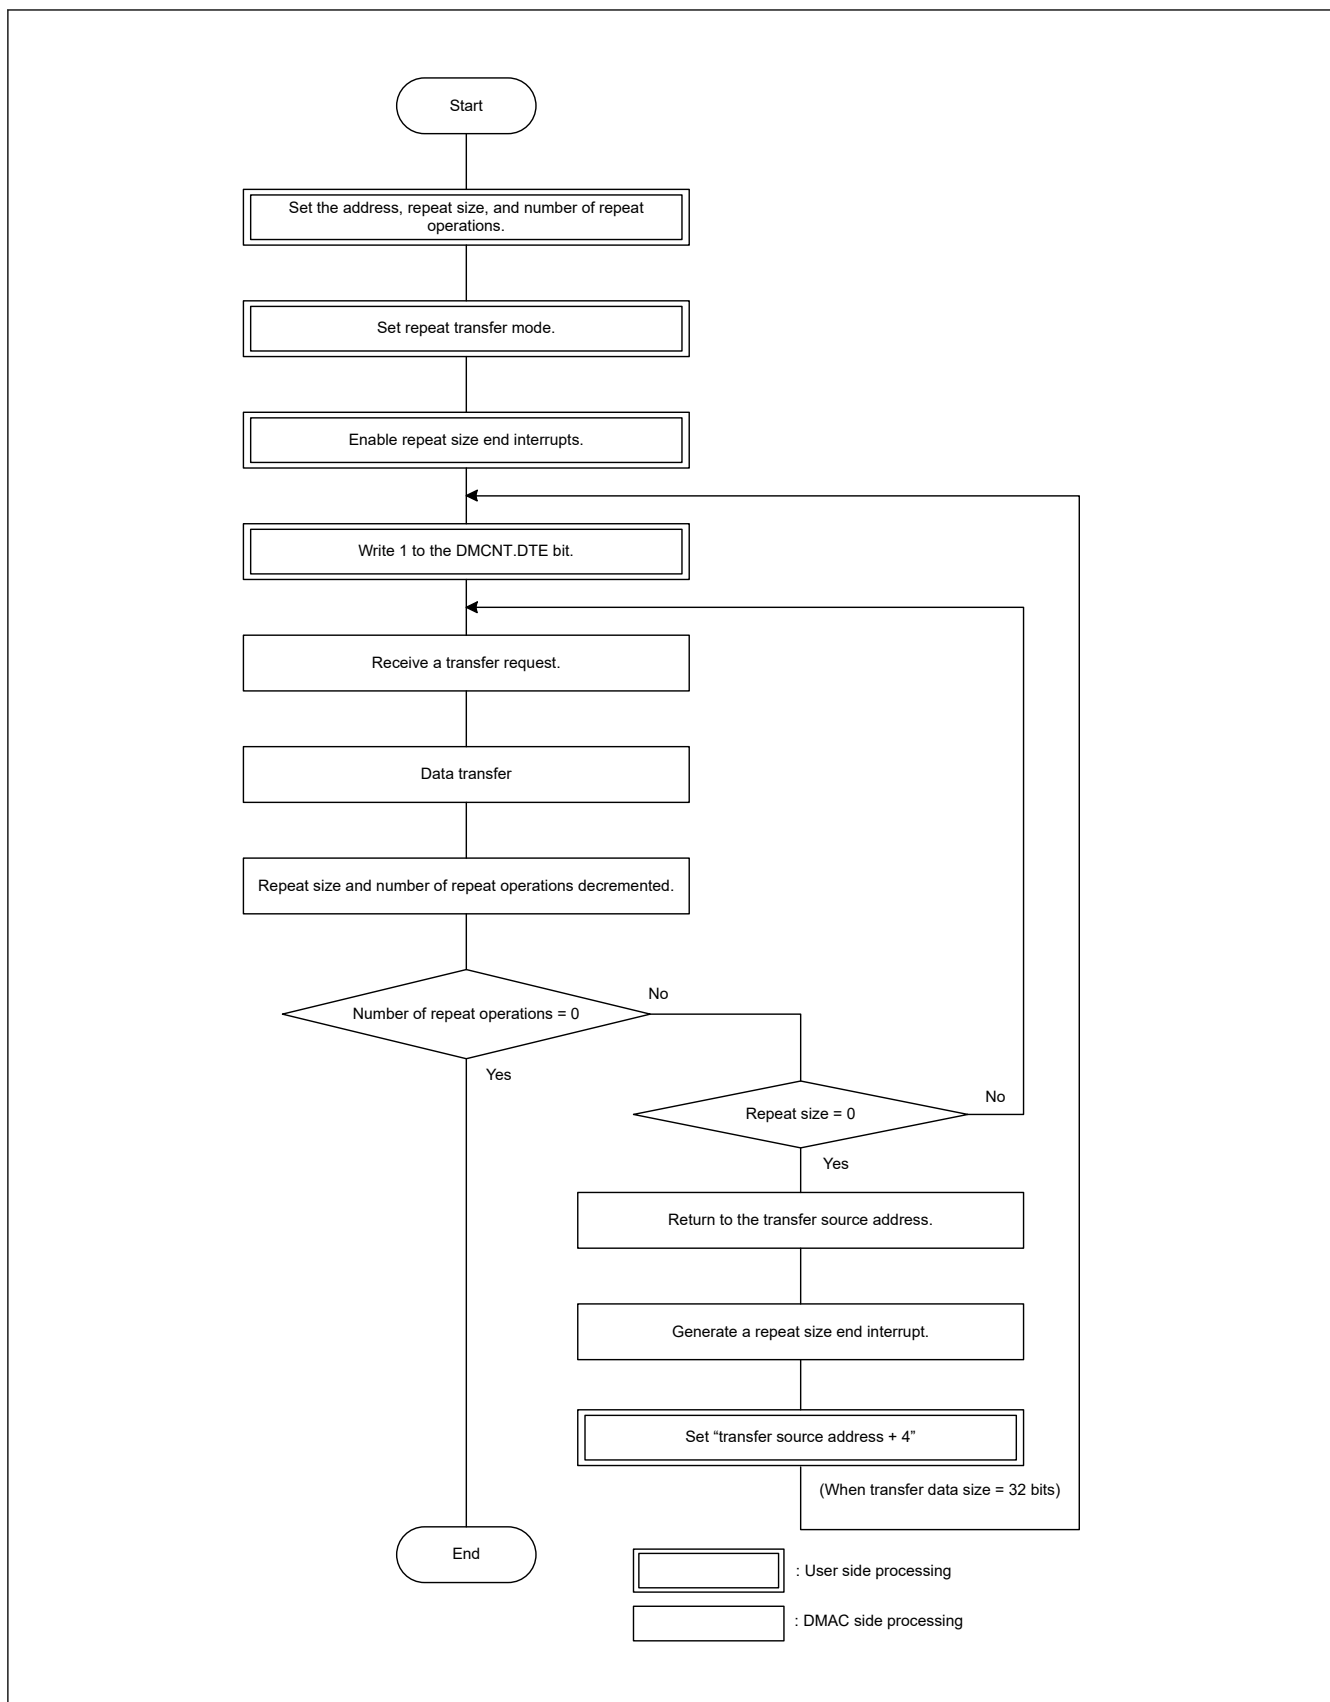 Start
Set the address, repeat size, and number of repeat
operations.
Set repeat transfer mode.
Enable repeat size end interrupts.
Write 1 to the DMCNT.DTE bit.
Receive a transfer request.
Data transfer
Repeat size and number of repeat operations decremented.
Number of repeat operations = 0
No
Yes
Repeat size = 0
No
Yes
Return to the transfer source address.
Generate a repeat size end interrupt.
Set “transfer source address + 4”
(When transfer data size = 32 bits)
End
: User side processing
: DMAC side processing